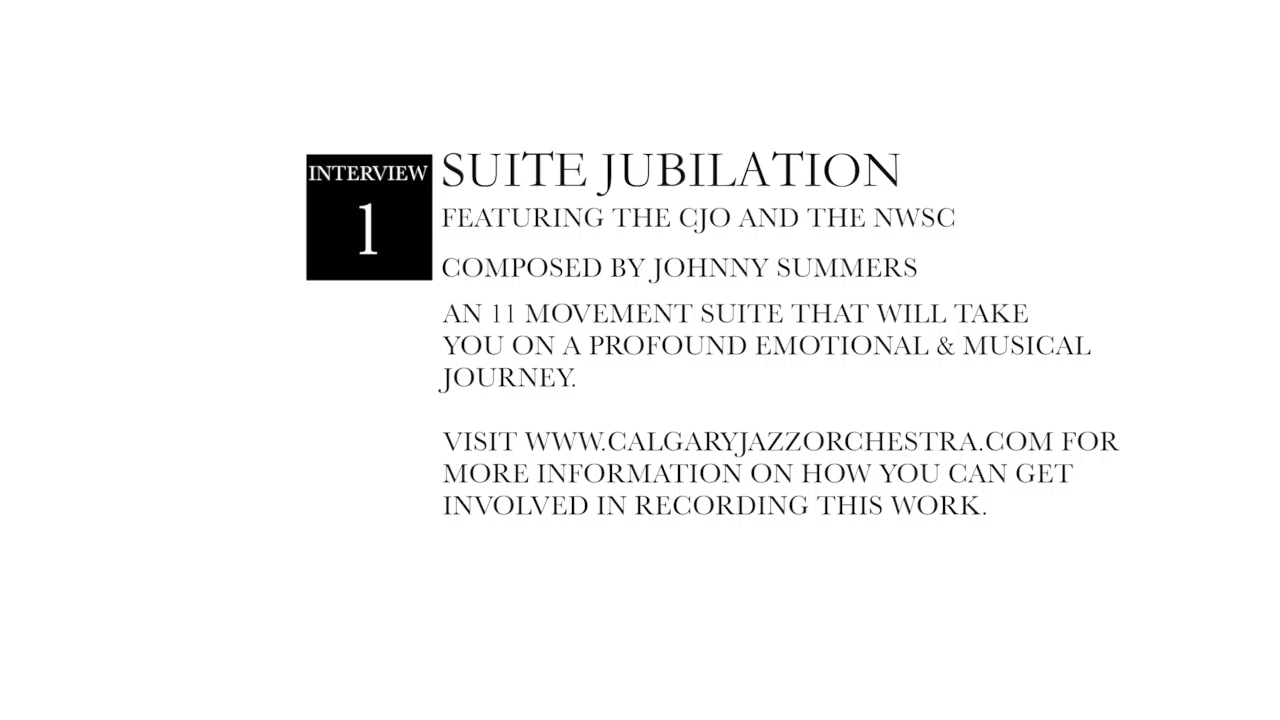 INTERVIEW
1
SUITE JUBILATION
FEATURING THE CJO AND THE NWSC
COMPOSED BY JOHNNY SUMMERS
AN 11 MOVEMENT SUITE THAT WILL TAKE
YOU ON A PROFOUND EMOTIONAL & MUSICAL
JOURNEY.
VISIT WWW.CALGARYJAZZORCHESTRA.COM FOR
MORE INFORMATION ON HOW YOU CAN GET
INVOLVED IN RECORDING THIS WORK.